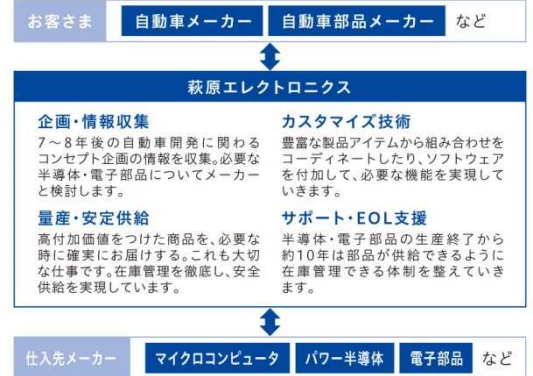 お客さま 自動車メーカー 自動車部品メーカー など
萩原エレクトロニクス
企画・情報収集
7〜8年後の自動車開発に関わる
コンセプト企画の情報を収集。必要な
半導体・電子部品についてメーカー
と検討します。
カスタマイズ技術
豊富な製品アイテムから組み合わせを
コーディネートしたり、ソフトウェア
を付加して、必要な機能を実現して
いきます。
量産・安定供給
高付加価値をつけた商品を、必要な
時に確実にお届けする。これも大切
な仕事です。在庫管理を徹底し、安全
供給を実現しています。
サポート・EOL支援
半導体・電子部品の生産終了から
約10年は部品が供給できるように
在庫管理できる体制を整えていき
ます。
仕入先メーカー マイクロコンピュータ パワー半導体 電子部品 など